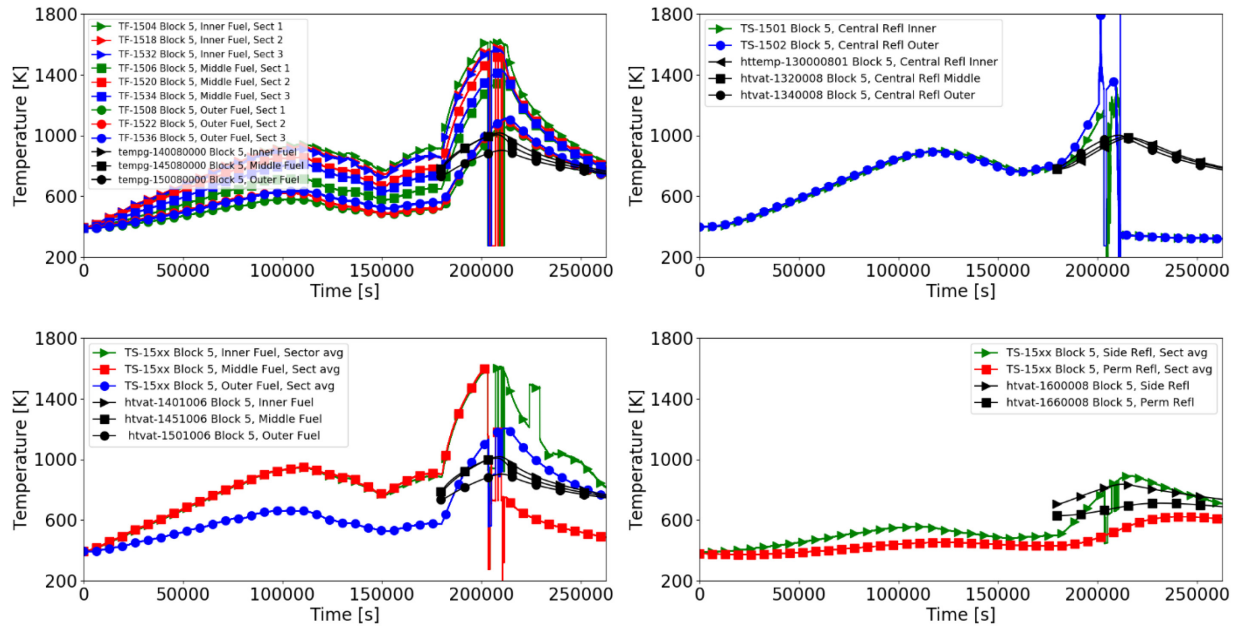 1800
1400
1000
600
200
Temperature [K]
TF-1504 Block 5, Inner Fuel, Sect 1
TF-1518 Block 5, Inner Fuel, Sect 2
TF-1532 Block 5, Inner Fuel, Sect 3
TF-1506 Block 5, Middle Fuel, Sect 1
TF-1520 Block 5, Middle Fuel, Sect 2
TF-1534 Block 5, Middle Fuel, Sect 3
TF-1508 Block 5, Outer Fuel, Sect 1
TF-1522 Block 5, Outer Fuel, Sect 2
TF-1536 Block 5, Outer Fuel, Sect 3
tempg-140080000 Block 5, Inner Fuel
tempg-145080000 Block 5, Middle Fuel
tempg-150080000 Block 5, Outer Fuel
0 50000 100000 150000 200000 250000
Time [s]
1800
1400
1000
600
200
Temperature [K]
TS-1501 Block 5, Central Refl Inner
TS-1502 Block 5, Central Refl Outer
httemp-130000801 Block 5, Central Refl Inner
htvat-1320008 Block 5, Central Refl Middle
htvat-1340008 Block 5, Central Refl Outer
0 50000 100000 150000 200000 250000
Time [s]
1800
1400
1000
600
200
Temperature [K]
TS-15xx Block 5, Inner Fuel, Sector avg
TS-15xx Block 5, Middle Fuel, Sect avg
TS-15xx Block 5, Outer Fuel, Sect avg
htvat-1401006 Block 5, Inner Fuel
htvat-1451006 Block 5, Middle Fuel
htvat-1501006 Block 5, Outer Fuel
0 50000 100000 150000 200000 250000
Time [s]
1800
1400
1000
600
200
Temperature [K]
TS-15xx Block 5, Side Refl, Sect avg
TS-15xx Block 5, Perm Refl, Sect avg
htvat-1600008 Block 5, Side Refl
htvat-1660008 Block 5, Perm Refl
0 50000 100000 150000 200000 250000
Time [s]